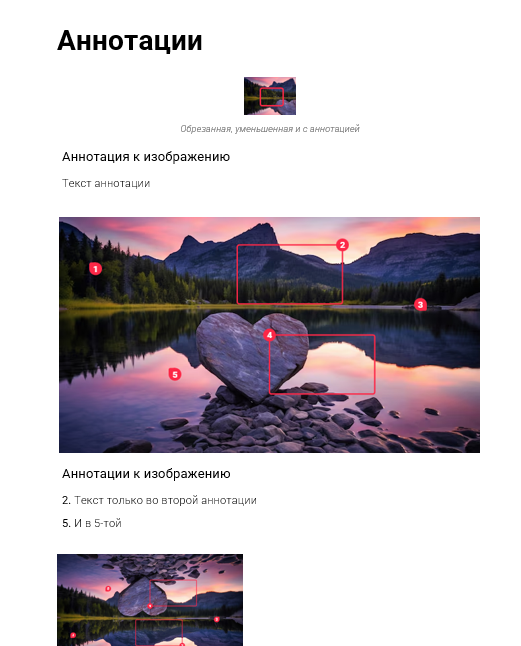 Аннотации
Обрезанная, уменьшенная и с аннотацией
Аннотация к изображению
Текст аннотации
1
2
3
4
5
Аннотации к изображению
2. Текст только во второй аннотации
5. И в 5-той